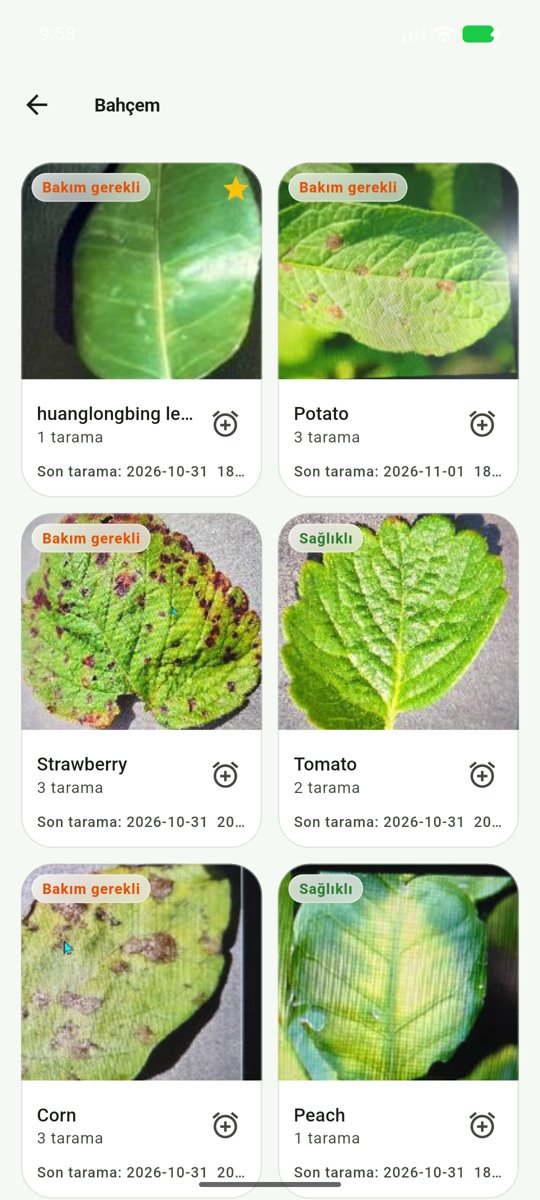 9:58
Bahçem
Bakım gerekli
Bakım gerekli
huanglongbing le...
1 tarama
Son tarama: 2026-10-31 18...
Potato
3 tarama
Son tarama: 2026-11-01 18...
Bakım gerekli
Sağlıklı
Strawberry
3 tarama
Son tarama: 2026-10-31 20...
Tomato
2 tarama
Son tarama: 2026-10-31 20...
Bakım gerekli
Sağlıklı
Corn
3 tarama
Son tarama: 2026-10-31 20...
Peach
1 tarama
Son tarama: 2026-10-31 18...